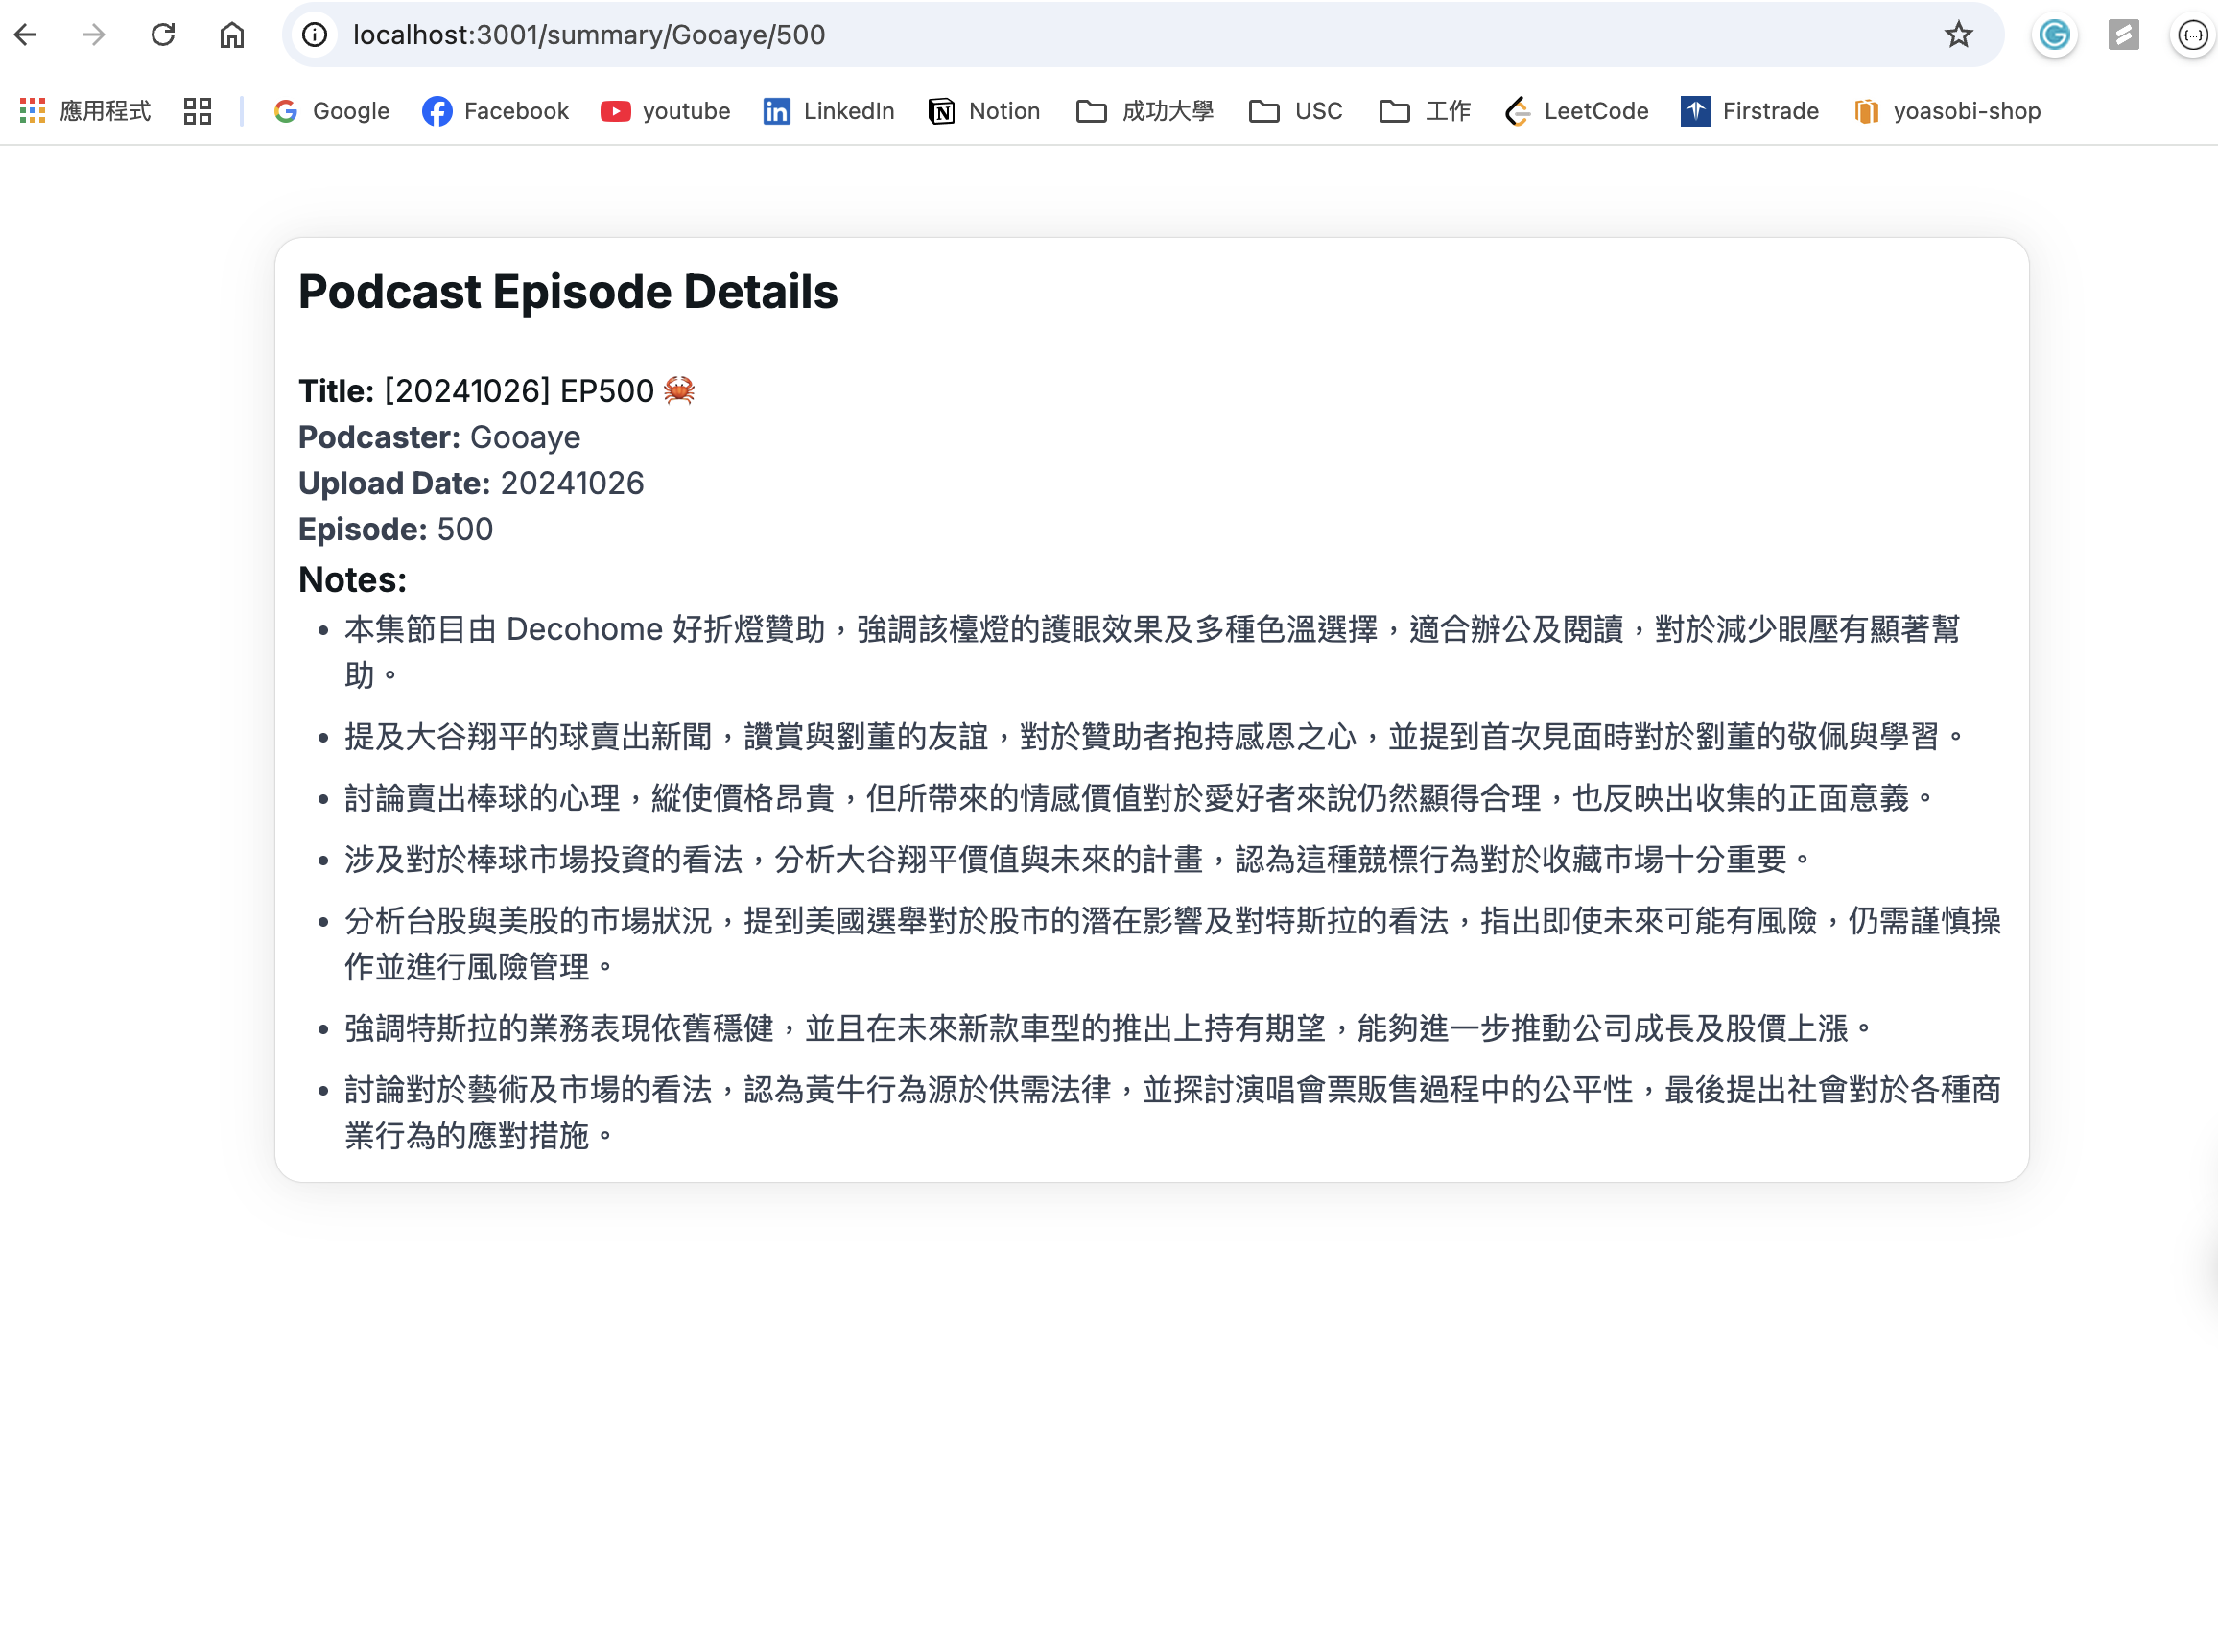 localhost:3001/summary/Gooaye/500
應用程式 Google Facebook youtube LinkedIn Notion 成功大學 USC 工作 LeetCode Firstrade yoasobi-shop
Podcast Episode Details
Title: [20241026] EP500 🦀
Podcaster: Gooaye
Upload Date: 20241026
Episode: 500
Notes:
• 本集節目由 Decohome 好折燈贊助，強調該檯燈的護眼效果及多種色溫選擇，適合辦公及閱讀，對於減少眼壓有顯著幫
助。
• 提及大谷翔平的球賣出新聞，讚賞與劉董的友誼，對於贊助者抱持感恩之心，並提到首次見面時對於劉董的敬佩與學習。
• 討論賣出棒球的心理，縱使價格昂貴，但所帶來的情感價值對於愛好者來說仍然顯得合理，也反映出收集的正面意義。
• 涉及對於棒球市場投資的看法，分析大谷翔平價值與未來的計畫，認為這種競標行為對於收藏市場十分重要。
• 分析台股與美股的市場狀況，提到美國選舉對於股市的潛在影響及對特斯拉的看法，指出即使未來可能有風險，仍需謹慎操
作並進行風險管理。
• 強調特斯拉的業務表現依舊穩健，並且在未來新款車型的推出上持有期望，能夠進一步推動公司成長及股價上漲。
• 討論對於藝術及市場的看法，認為黃牛行為源於供需法律，並探討演唱會票販售過程中的公平性，最後提出社會對於各種商
業行為的應對措施。